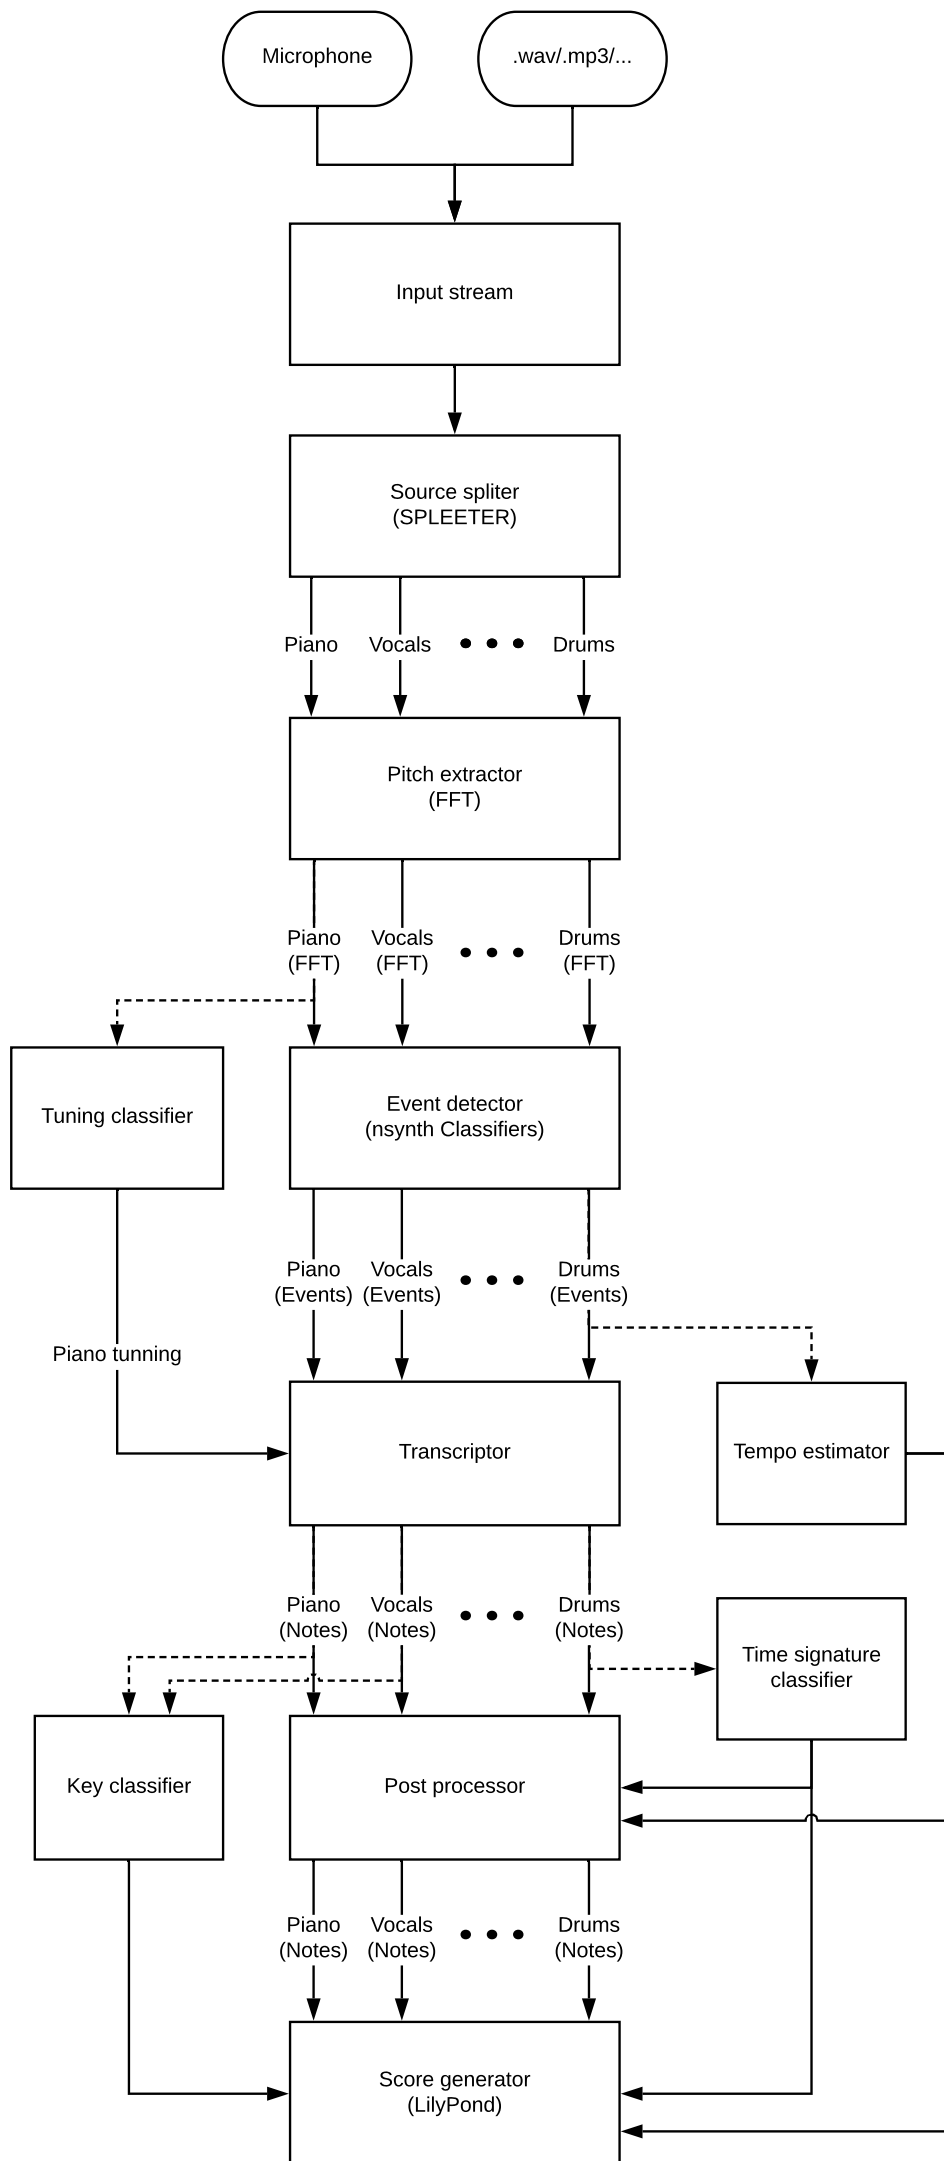 Microphone
.wav/.mp3/...
Input stream
Source spliter
(SPLEETER)
Piano
Vocals
Drums
Pitch extractor
(FFT)
Piano
(FFT)
Vocals
(FFT)
Drums
(FFT)
Tuning classifier
Event detector
(nsynth Classifiers)
Piano
(Events)
Vocals
(Events)
Drums
(Events)
Piano tunning
Transcriptor
Tempo estimator
Piano
(Notes)
Vocals
(Notes)
Drums
(Notes)
Time signature
classifier
Key classifier
Post processor
Piano
(Notes)
Vocals
(Notes)
Drums
(Notes)
Score generator
(LilyPond)